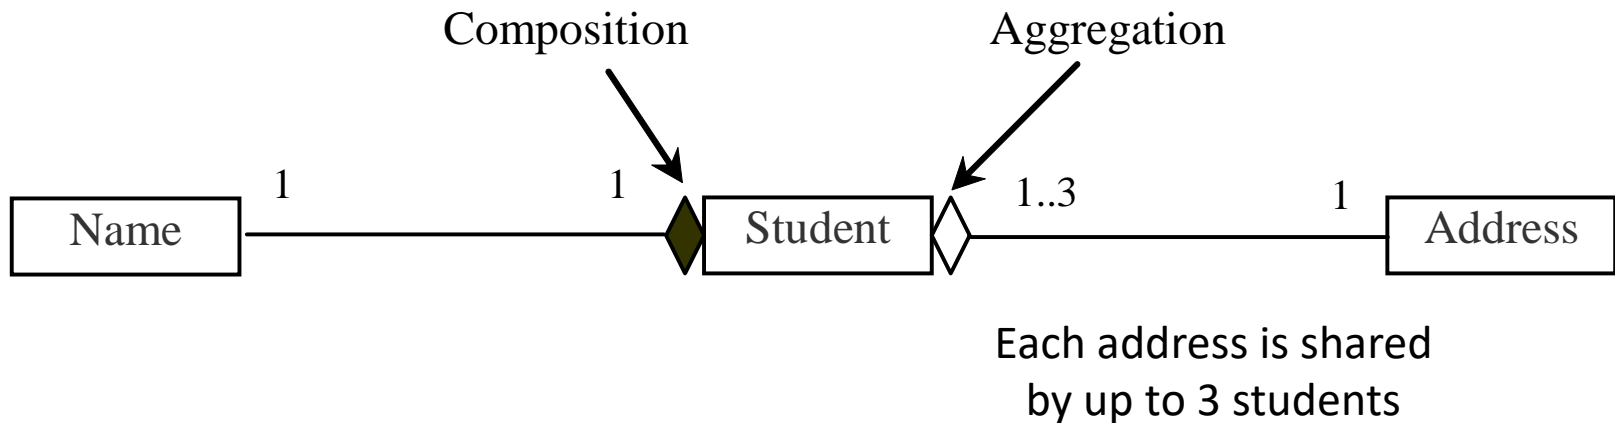 Composition
Aggregation
1
1
1..3
1
Name
Student
Address
Each address is shared
by up to 3 students